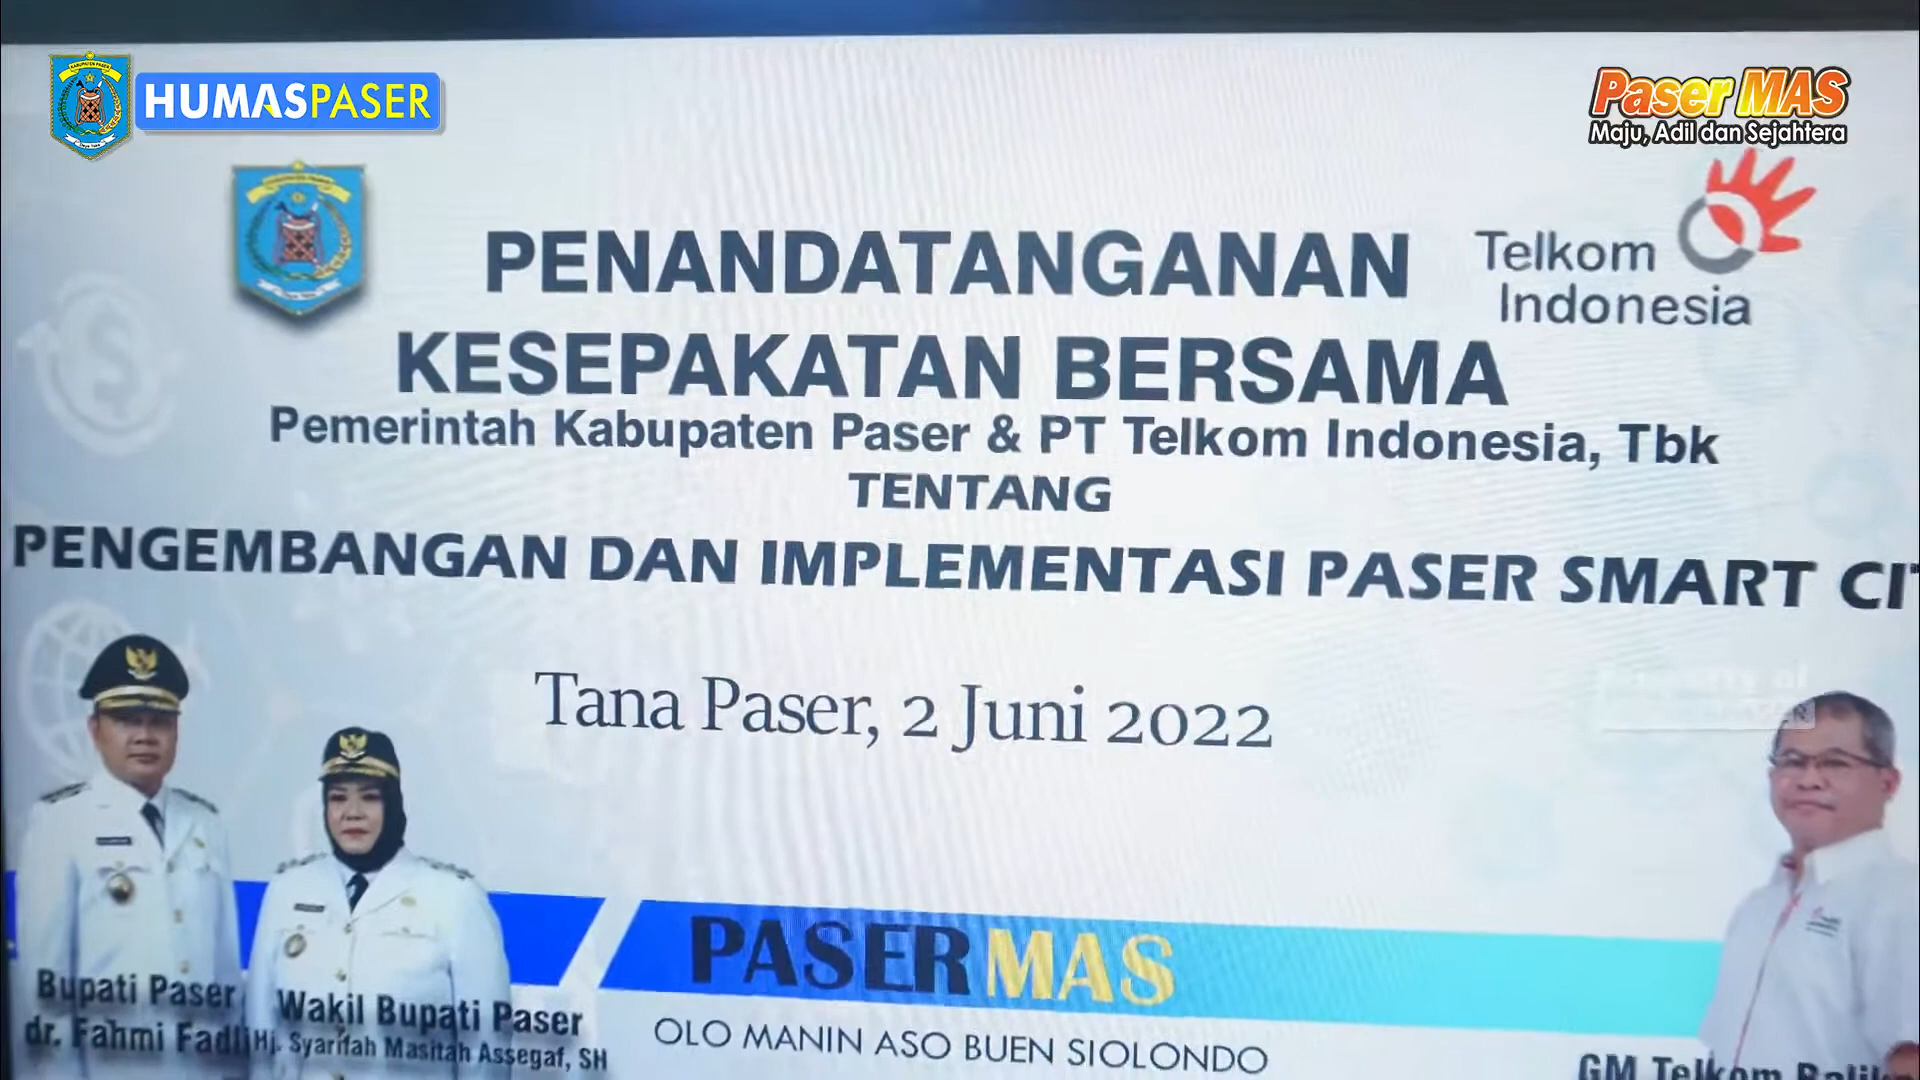 HUMASPASER
Paser MAS
Maju, Adil dan Sejahtera
Telkom
Indonesia
PENANDATANGANAN
KESEPAKATAN BERSAMA
Pemerintah Kabupaten Paser & PT Telkom Indonesia, Tbk
TENTANG
PENGEMBANGAN DAN IMPLEMENTASI PASER SMART CI
Tana Paser, 2 Juni 2022
Bupati Paser
dr. Fahmi Fadli
Wakil Bupati Paser
Hj. Syarifah Masitah Assegaf, SH
PASER MAS
OLO MANIN ASO BUEN SIOLONDO
GM Telkom